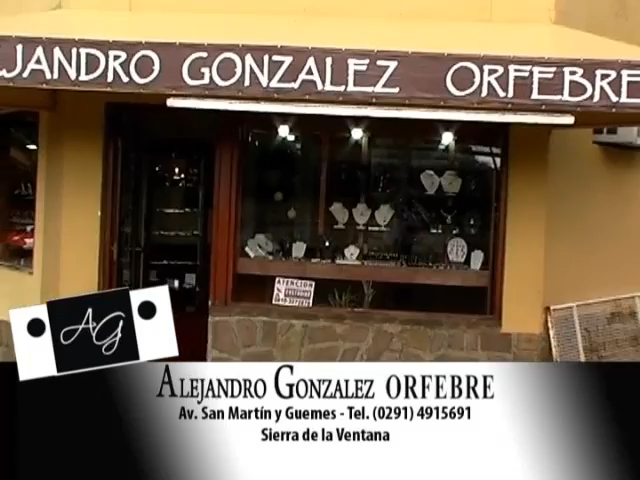 JANDRO GONZALEZ ORFEBRE
ATENCION
AG
ALEJANDRO GONZALEZ ORFEBRE
Av. San Martín y Guemes - Tel. (0291) 4915691
Sierra de la Ventana